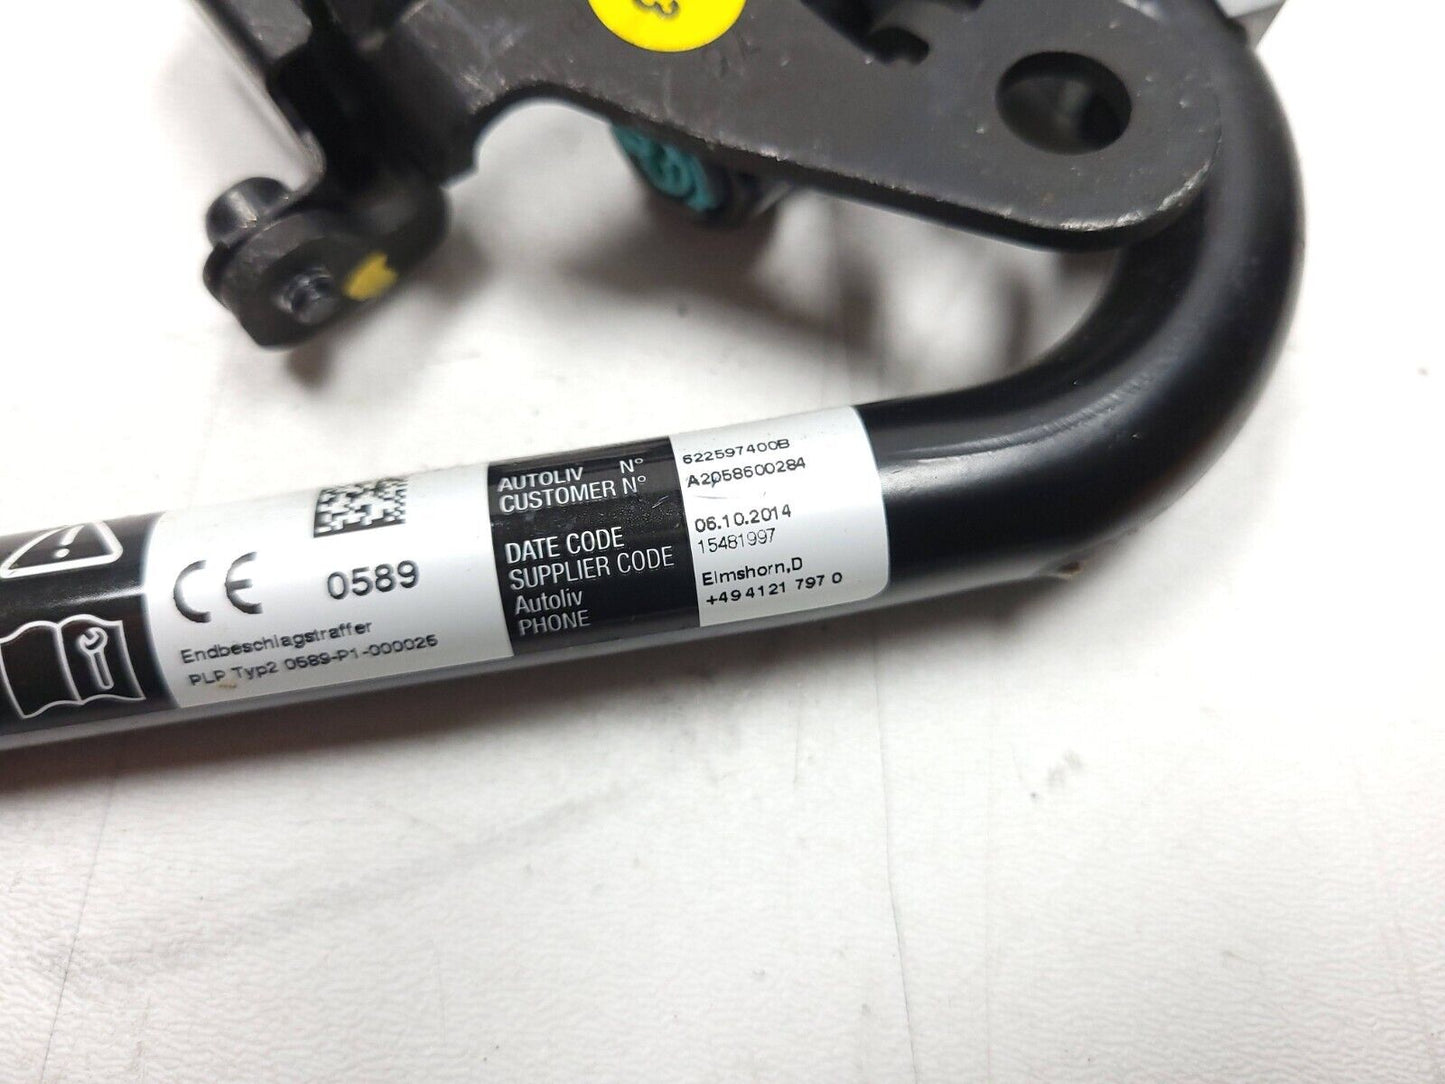 3
CE 0589
Endbeschlagstraffer
PLP Typ2 0589-P1-000025
AUTOLIV N° 622597400B
CUSTOMER N° A2058600284
DATE CODE 06.10.2014
SUPPLIER CODE 15481997
Autoliv Elmshorn,D
PHONE +49 4121 797 0